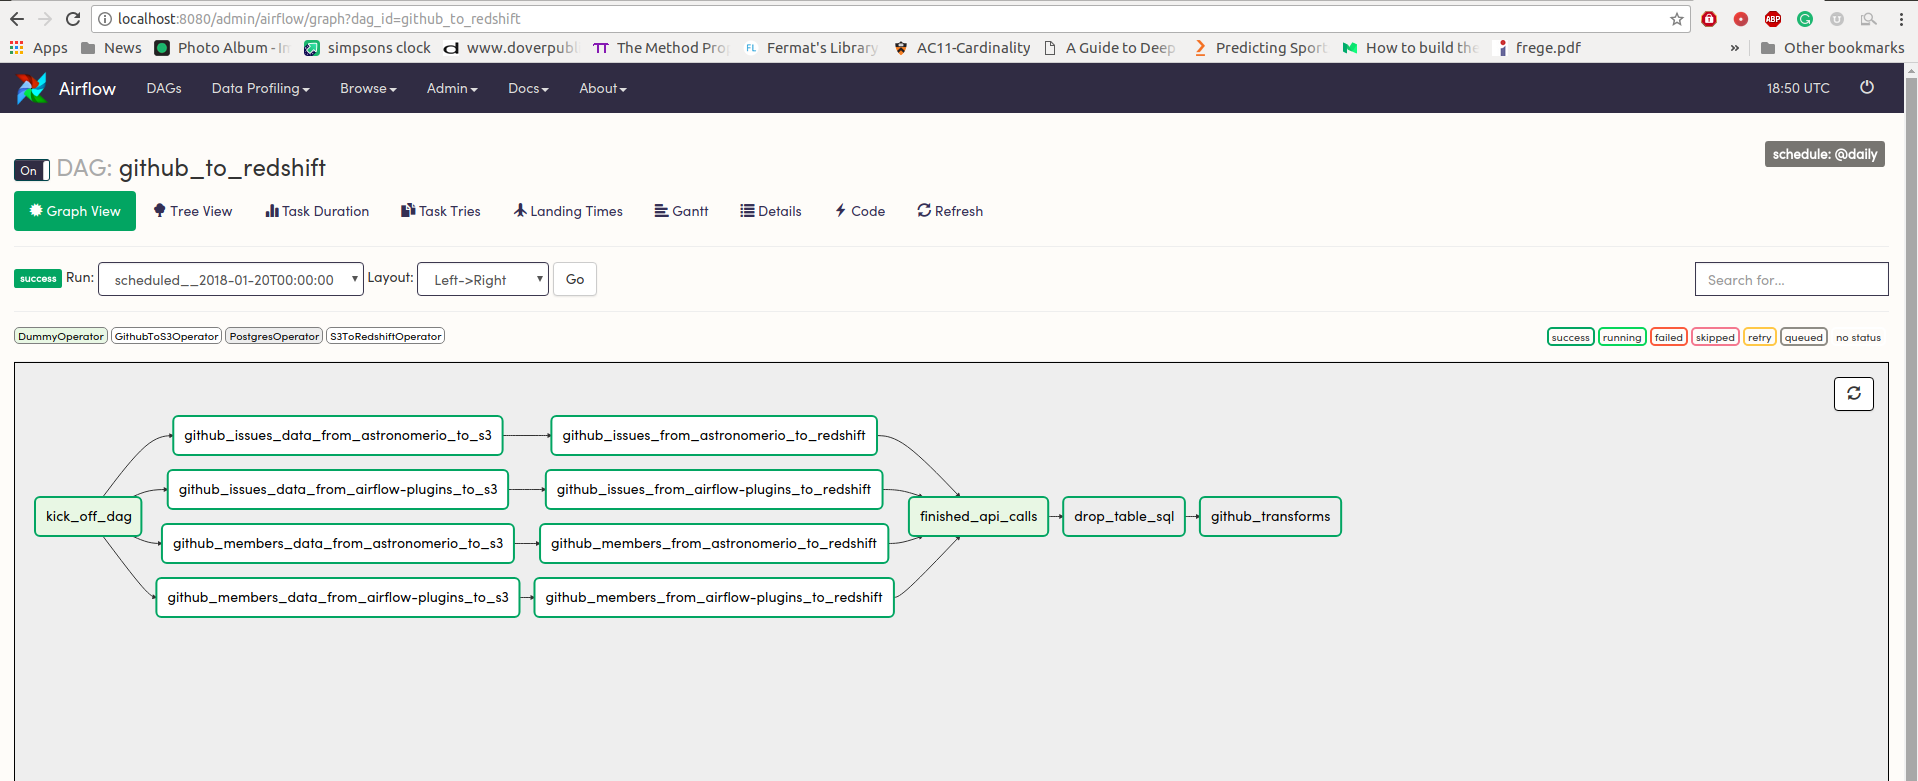 localhost:8080/admin/airflow/graph?dag_id=github_to_redshift
Apps News Photo Album - In simpsons clock www.doverpubl The Method Pro Fermat's Library AC11-Cardinality A Guide to Deep Predicting Sport How to build the frege.pdf » Other bookmarks
Airflow DAGs Data Profiling Browse Admin Docs About 18:50 UTC
schedule: @daily
On DAG: github_to_redshift
Graph View Tree View Task Duration Task Tries Landing Times Gantt Details Code Refresh
success Run: scheduled__2018-01-20T00:00:00 Layout: Left->Right Go Search for...
DummyOperator GithubToS3Operator PostgresOperator S3ToRedshiftOperator success running failed skipped retry queued no status
github_issues_data_from_astronomerio_to_s3 github_issues_from_astronomerio_to_redshift
github_issues_data_from_airflow-plugins_to_s3 github_issues_from_airflow-plugins_to_redshift
kick_off_dag finished_api_calls drop_table_sql github_transforms
github_members_data_from_astronomerio_to_s3 github_members_from_astronomerio_to_redshift
github_members_data_from_airflow-plugins_to_s3 github_members_from_airflow-plugins_to_redshift